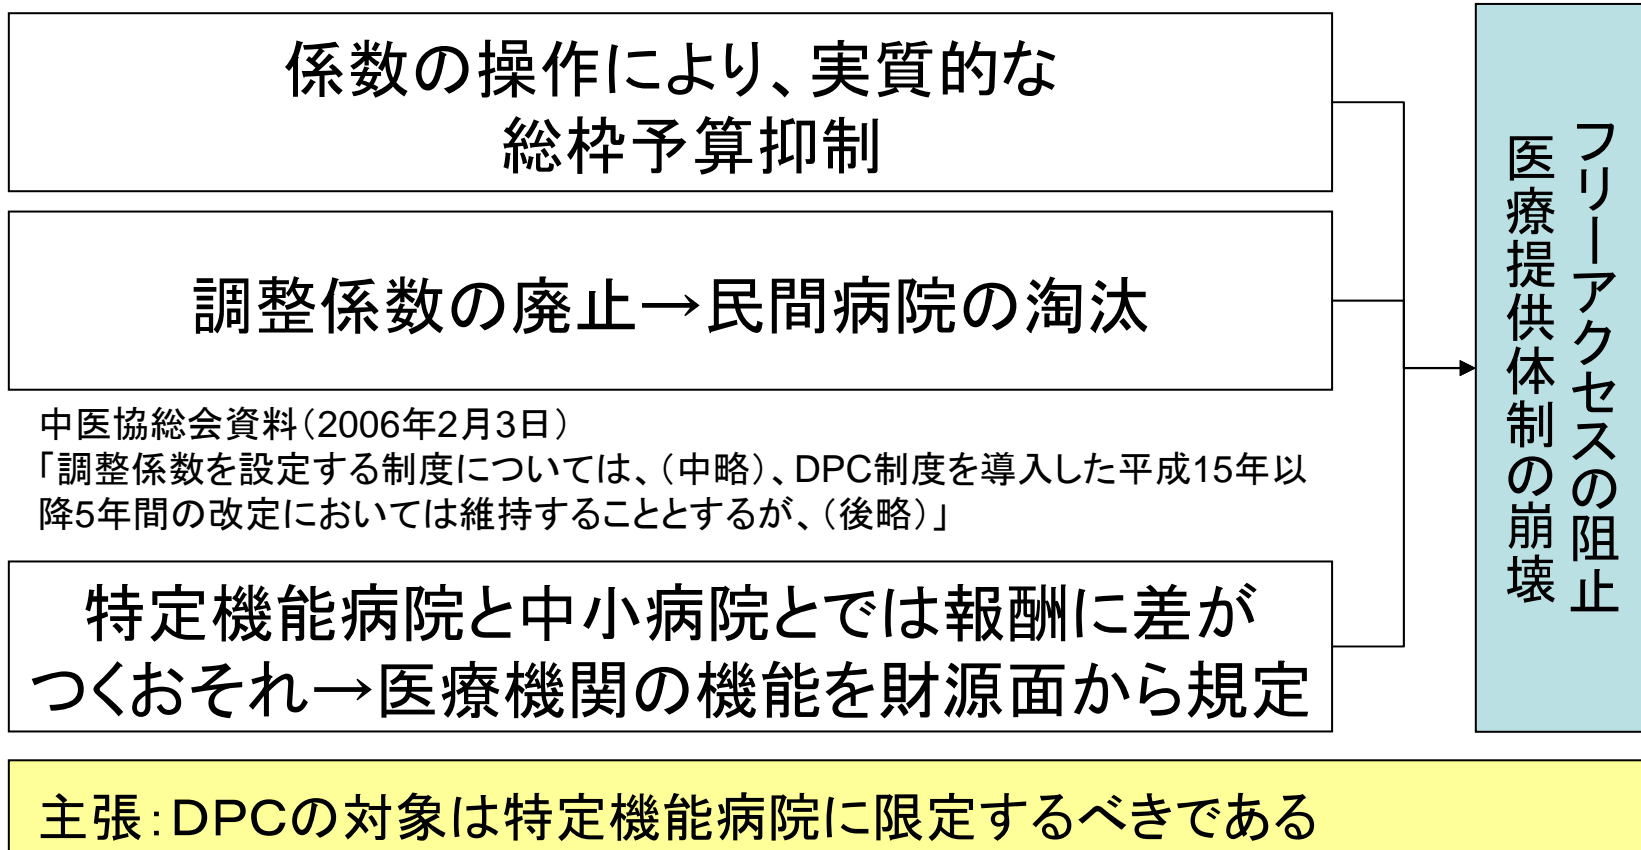 係数の操作により、実質的な
総枠予算抑制
調整係数の廃止→民間病院の淘汰
中医協総会資料(2006年2月3日)
「調整係数を設定する制度については、(中略)、DPC制度を導入した平成15年以
降5年間の改定においては維持することとするが、(後略)」
特定機能病院と中小病院とでは報酬に差が
つくおそれ→医療機関の機能を財源面から規定
フリーアクセスの阻止
医療提供体制の崩壊
主張:DPCの対象は特定機能病院に限定するべきである